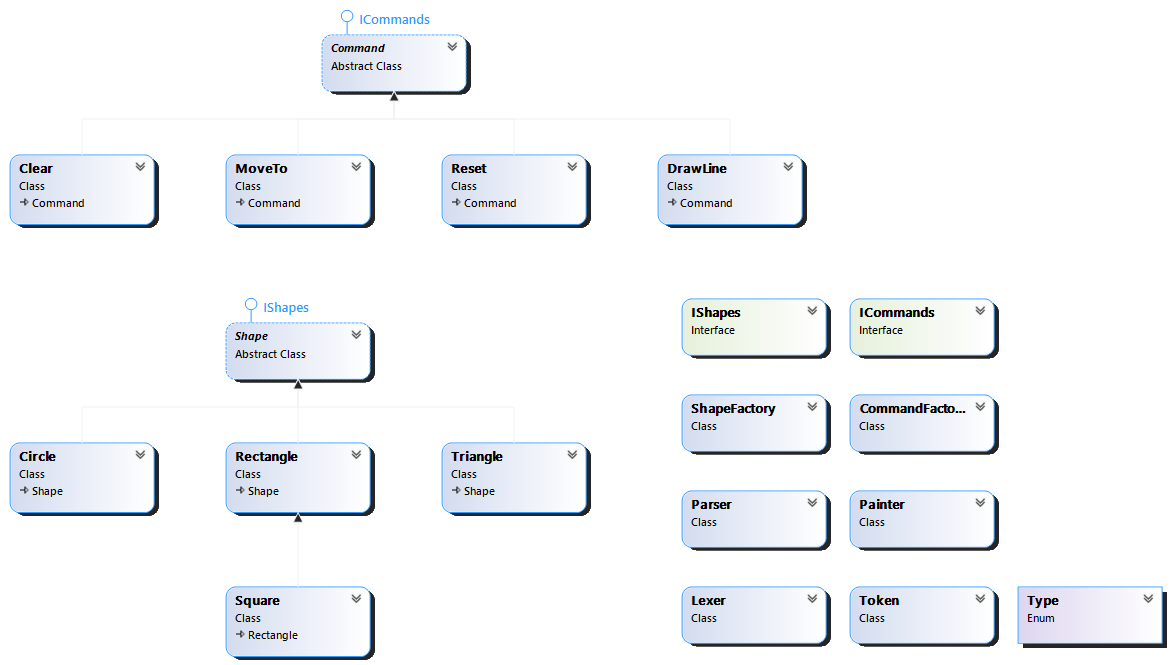 ICommands
Command
Abstract Class
Clear
Class
Command
MoveTo
Class
Command
Reset
Class
Command
DrawLine
Class
Command
IShapes
Shape
Abstract Class
Circle
Class
Shape
Rectangle
Class
Shape
Triangle
Class
Shape
Square
Class
Rectangle
IShapes
Interface
ICommands
Interface
ShapeFactory
Class
CommandFacto...
Class
Parser
Class
Painter
Class
Lexer
Class
Token
Class
Type
Enum